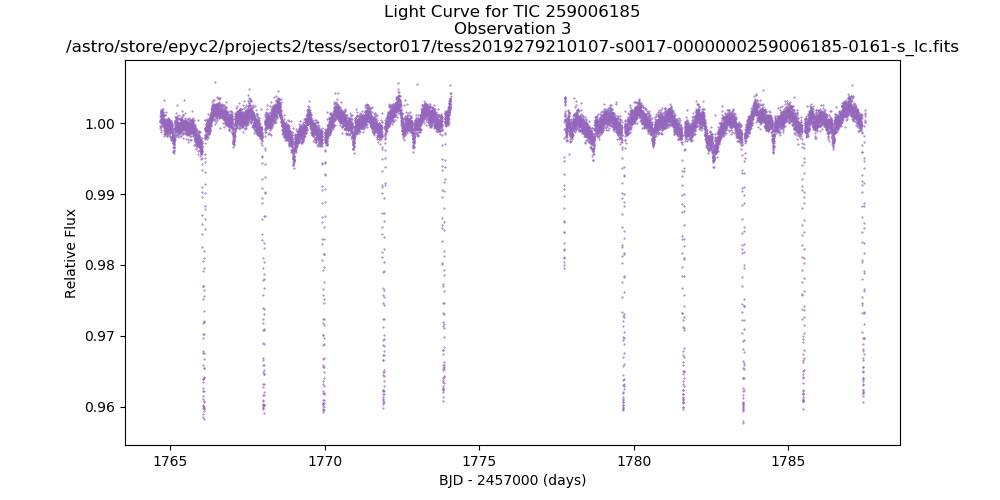 Light Curve for TIC 259006185
Observation 3
/astro/store/epyc2/projects2/tess/sector017/tess2019279210107-s0017-0000000259006185-0161-s_lc.fits
Relative Flux
1.00
0.99
0.98
0.97
0.96
1765
1770
1775
1780
1785
BJD - 2457000 (days)